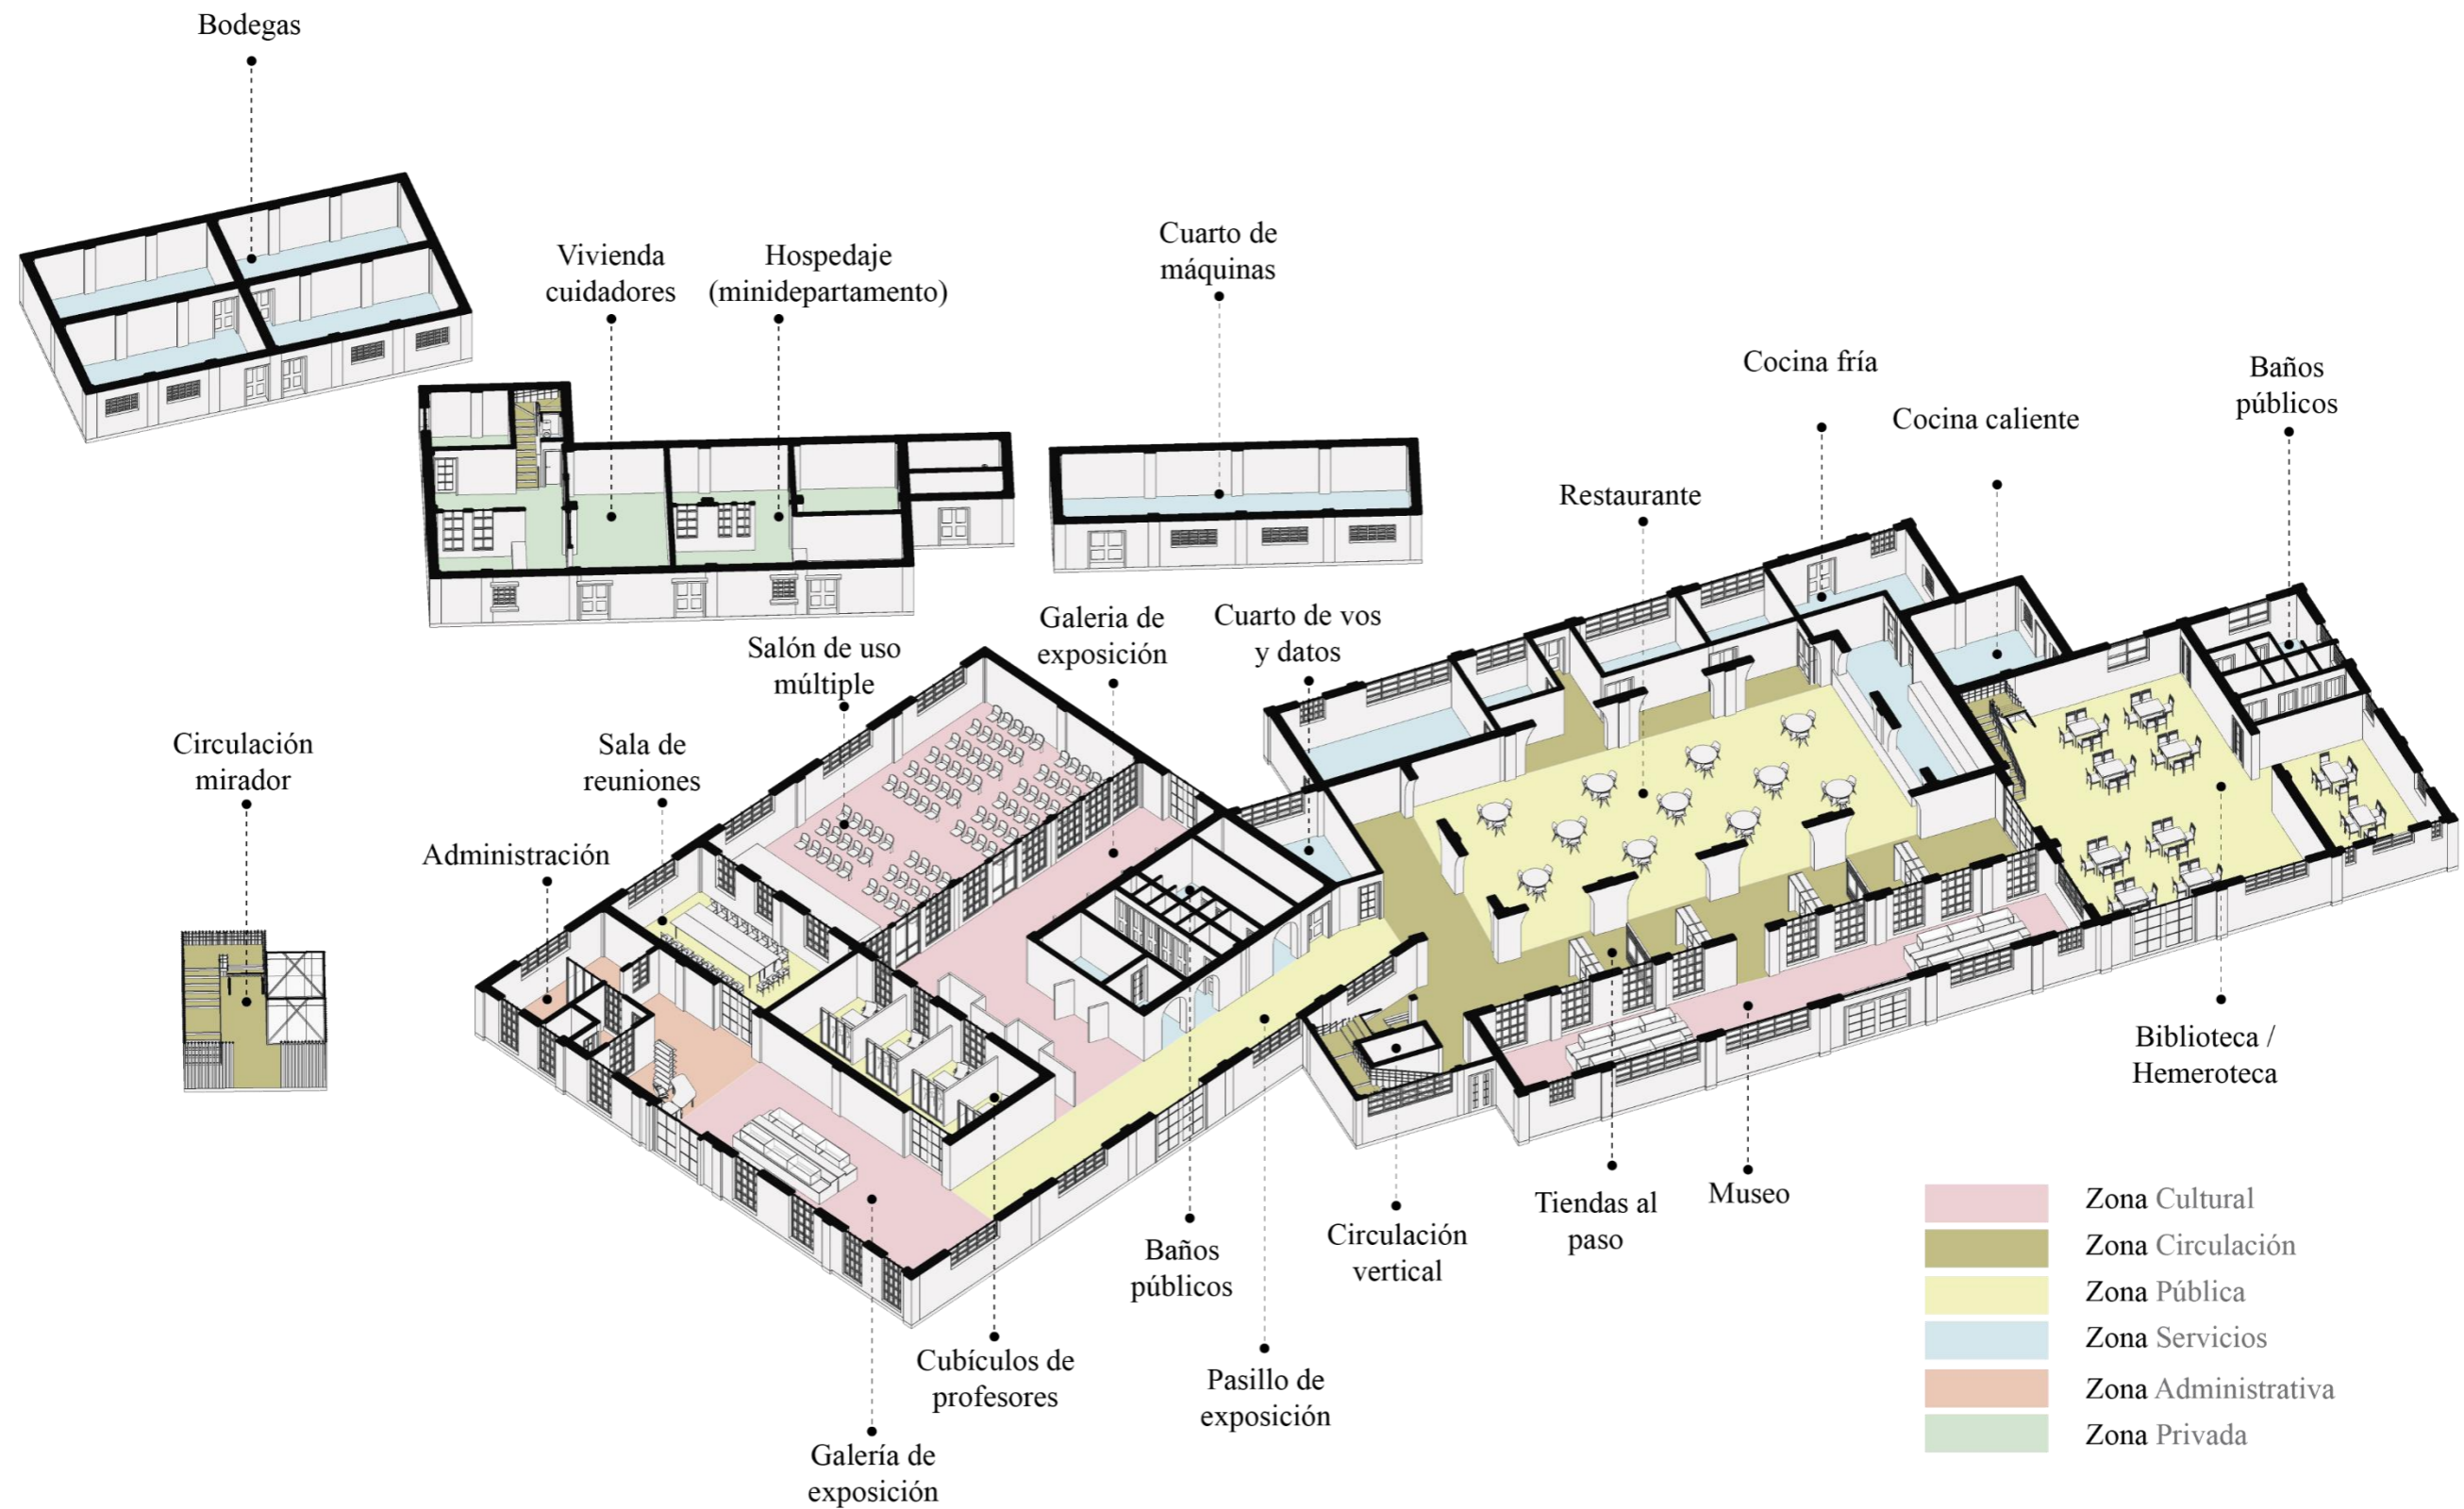 Bodegas
Vivienda
cuidadores
Hospedaje
(minidepartamento)
Cuarto de
máquinas
Cocina fría
Cocina caliente
Baños
públicos
Restaurante
Galeria de
exposición
Cuarto de vos
y datos
Salón de uso
múltiple
Sala de
reuniones
Circulación
mirador
Administración
Biblioteca /
Hemeroteca
Museo
Tiendas al
paso
Circulación
vertical
Baños
públicos
Cubículos de
profesores
Pasillo de
exposición
Galería de
exposición
Zona Cultural
Zona Circulación
Zona Pública
Zona Servicios
Zona Administrativa
Zona Privada